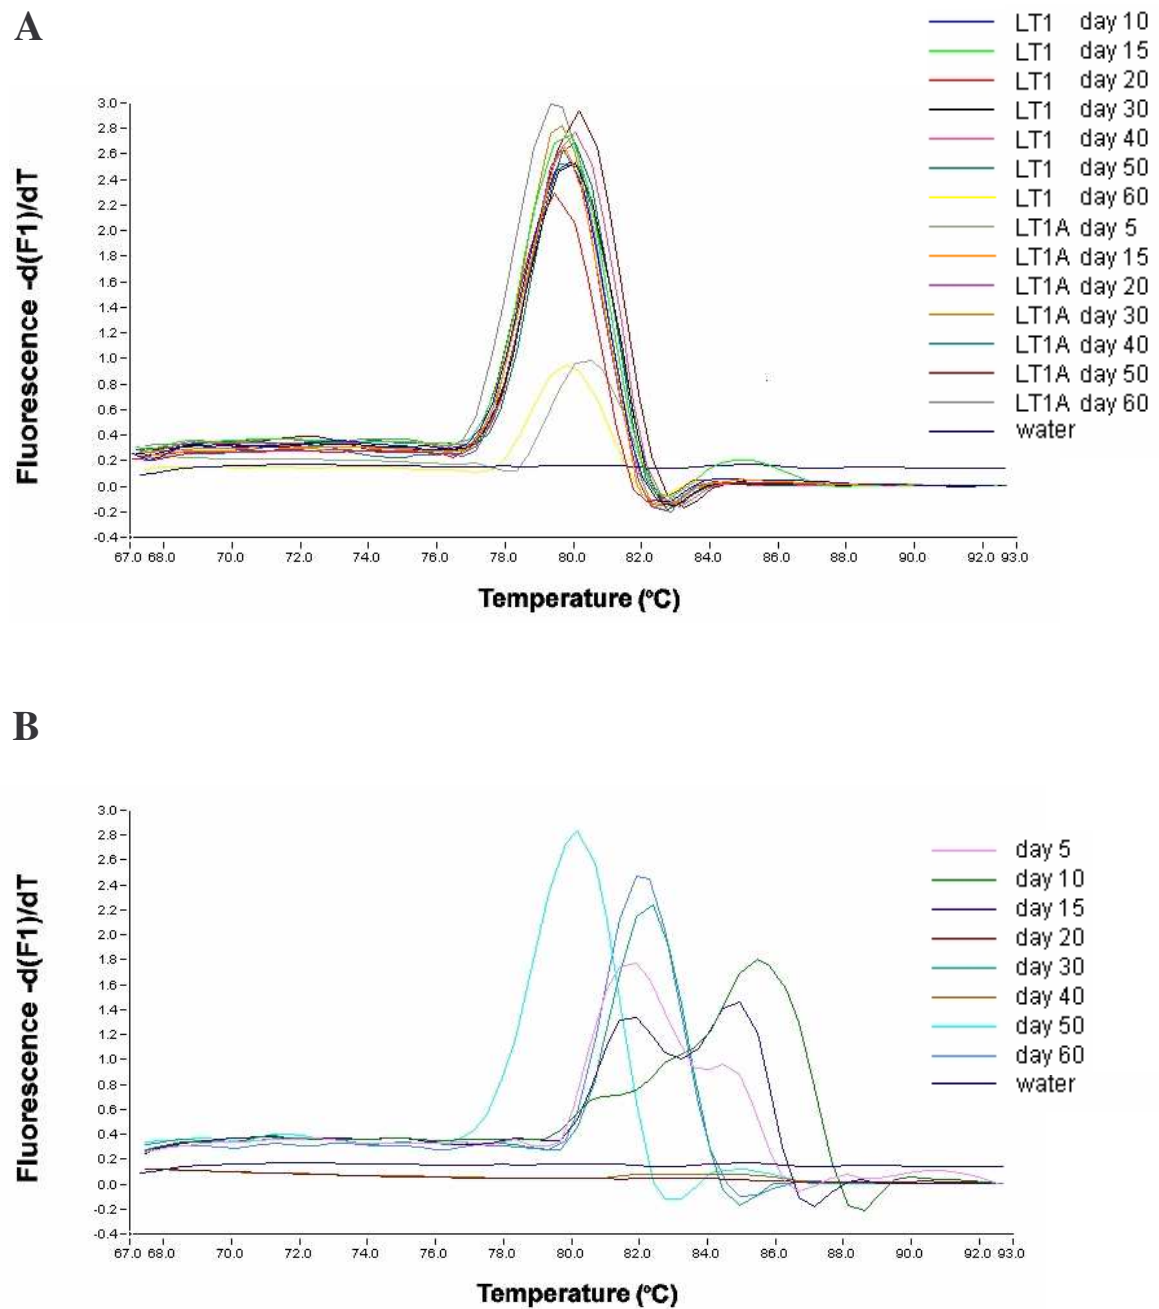 A
LT1 day 10
LT1 day 15
LT1 day 20
LT1 day 30
LT1 day 40
LT1 day 50
LT1 day 60
LT1A day 5
LT1A day 15
LT1A day 20
LT1A day 30
LT1A day 40
LT1A day 50
LT1A day 60
water
Fluorescence -d(F1)/dT
3.0
2.8
2.6
2.4
2.2
2.0
1.8
1.6
1.4
1.2
1.0
0.8
0.6
0.4
0.2
0.0
-0.2
-0.4
67.0 68.0 70.0 72.0 74.0 76.0 78.0 80.0 82.0 84.0 86.0 88.0 90.0 92.0 93.0
Temperature (°C)
B
Fluorescence -d(F1)/dT
3.0
2.8
2.6
2.4
2.2
2.0
1.8
1.6
1.4
1.2
1.0
0.8
0.6
0.4
0.2
0.0
-0.2
-0.4
day 5
day 10
day 15
day 20
day 30
day 40
day 50
day 60
water
67.0 68.0 70.0 72.0 74.0 76.0 78.0 80.0 82.0 84.0 86.0 88.0 90.0 92.0 93.0
Temperature (°C)